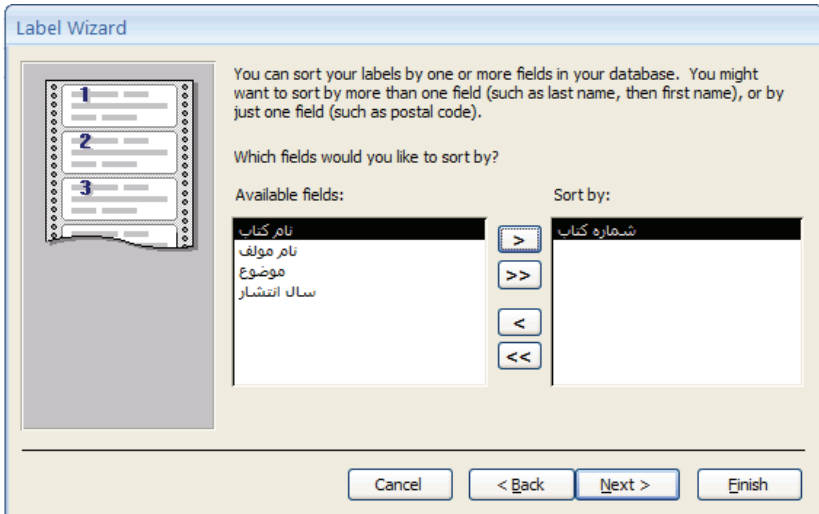 Label Wizard
You can sort your labels by one or more fields in your database. You might
want to sort by more than one field (such as last name, then first name), or by
just one field (such as postal code).
Which fields would you like to sort by?
Available fields:
Sort by:
نام کتاب
نام مولف
موضوع
سال انتشار
>
>>
<
<<
شماره کتاب
1
2
3
Cancel
< Back
Next >
Finish